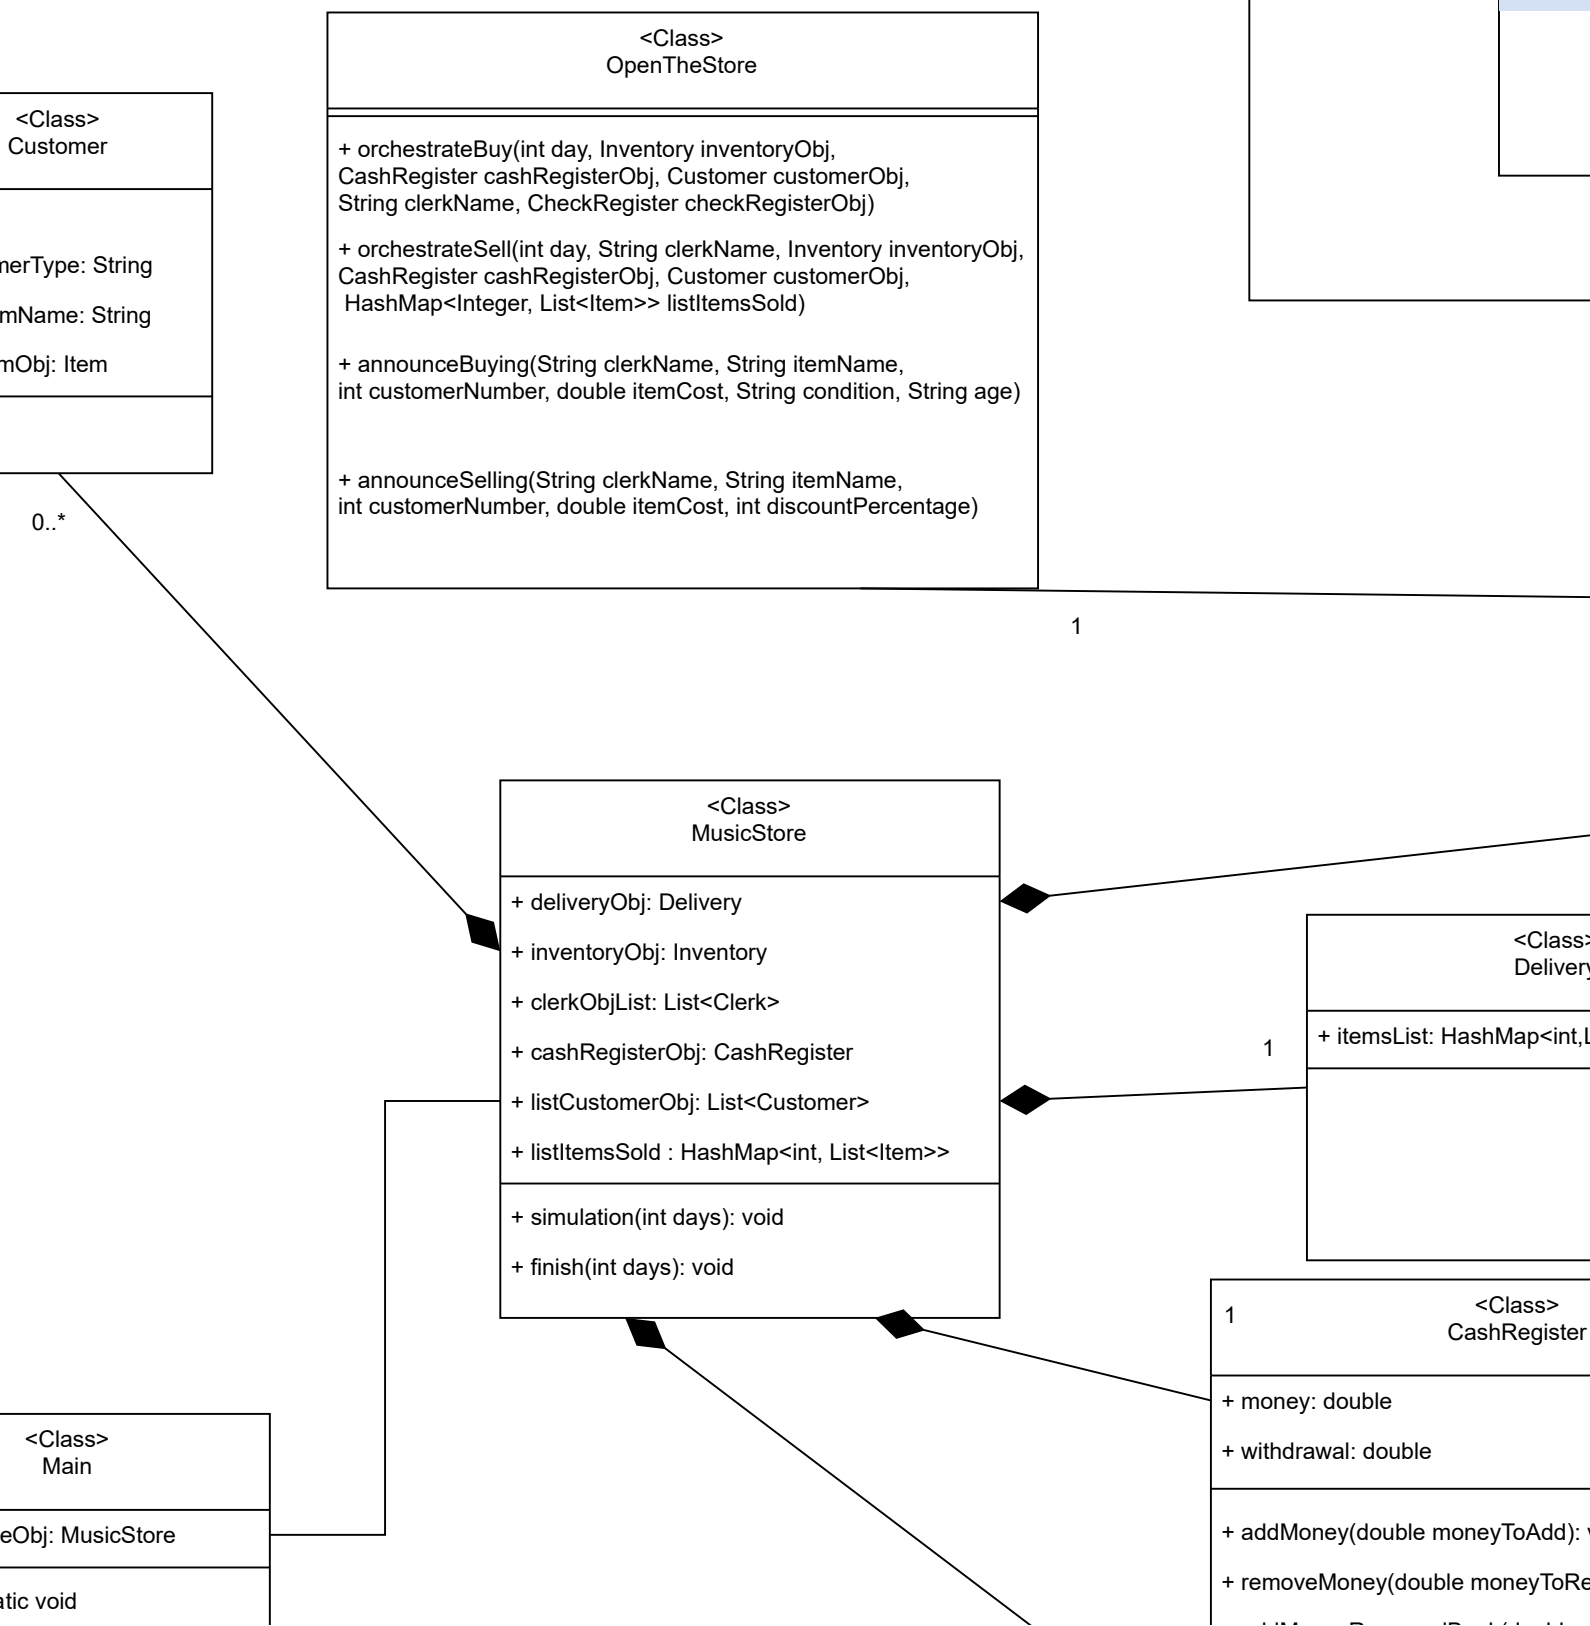 <Class>
OpenTheStore
+ orchestrateBuy(int day, Inventory inventoryObj,
CashRegister cashRegisterObj, Customer customerObj,
String clerkName, CheckRegister checkRegisterObj)
+ orchestrateSell(int day, String clerkName, Inventory inventoryObj,
CashRegister cashRegisterObj, Customer customerObj,
HashMap<Integer, List<Item>> listItemsSold)
+ announceBuying(String clerkName, String itemName,
int customerNumber, double itemCost, String condition, String age)
+ announceSelling(String clerkName, String itemName,
int customerNumber, double itemCost, int discountPercentage)
1
<Class>
Customer
merType: String
mName: String
mObj: Item
0..*
<Class>
MusicStore
+ deliveryObj: Delivery
+ inventoryObj: Inventory
+ clerkObjList: List<Clerk>
+ cashRegisterObj: CashRegister
+ listCustomerObj: List<Customer>
+ listItemsSold : HashMap<int, List<Item>>
+ simulation(int days): void
+ finish(int days): void
<Class>
Delivery
+ itemsList: HashMap<int,L
1
1
<Class>
CashRegister
+ money: double
+ withdrawal: double
+ addMoney(double moneyToAdd): v
+ removeMoney(double moneyToRe
<Class>
Main
eObj: MusicStore
atic void